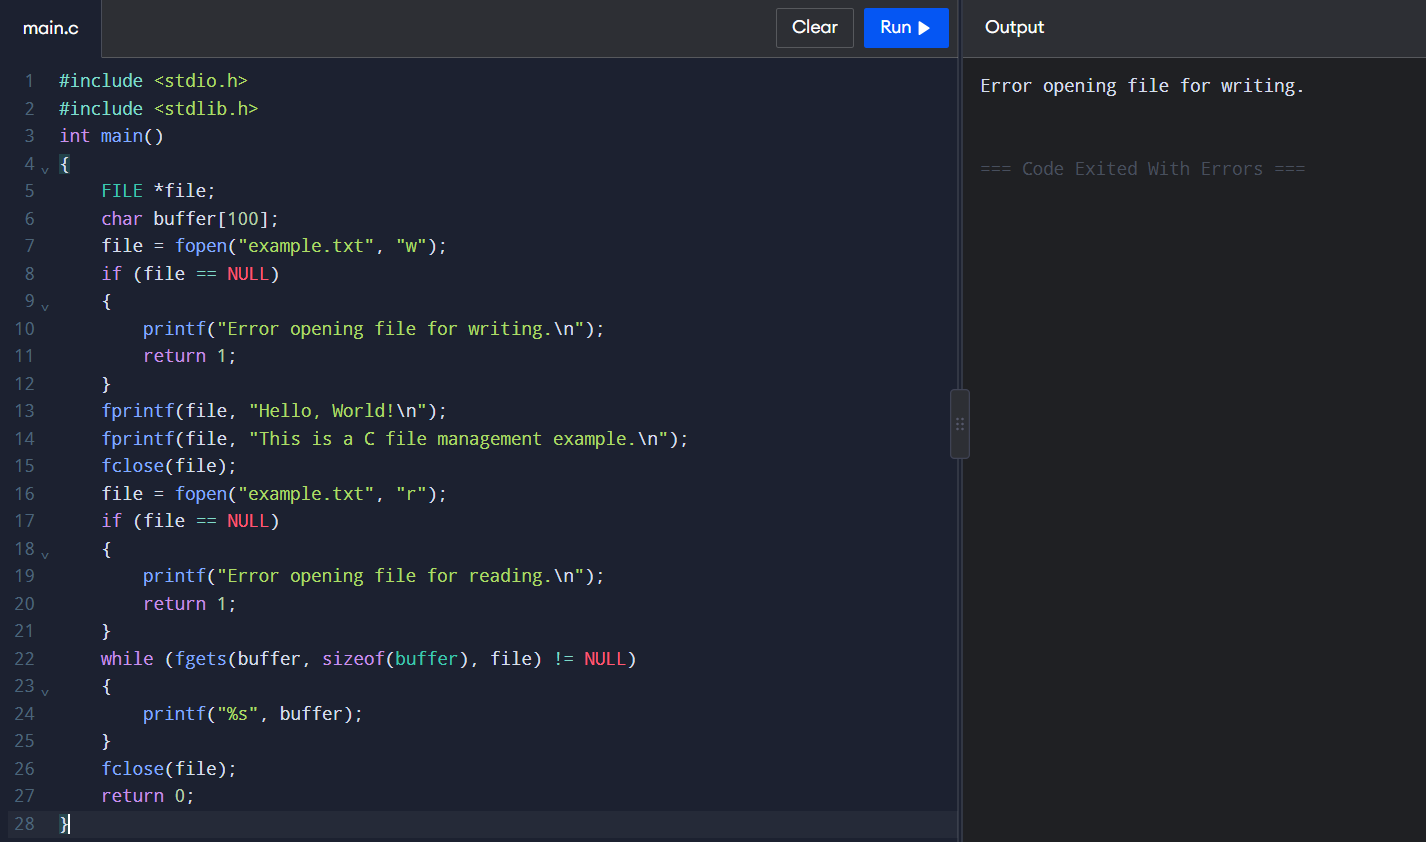 main.c
Clear
Run
Output
1 #include <stdio.h>
2 #include <stdlib.h>
3 int main()
4 {
5     FILE *file;
6     char buffer[100];
7     file = fopen("example.txt", "w");
8     if (file == NULL)
9     {
10         printf("Error opening file for writing.\n");
11         return 1;
12     }
13     fprintf(file, "Hello, World!\n");
14     fprintf(file, "This is a C file management example.\n");
15     fclose(file);
16     file = fopen("example.txt", "r");
17     if (file == NULL)
18     {
19         printf("Error opening file for reading.\n");
20         return 1;
21     }
22     while (fgets(buffer, sizeof(buffer), file) != NULL)
23     {
24         printf("%s", buffer);
25     }
26     fclose(file);
27     return 0;
28 }
Error opening file for writing.
=== Code Exited With Errors ===